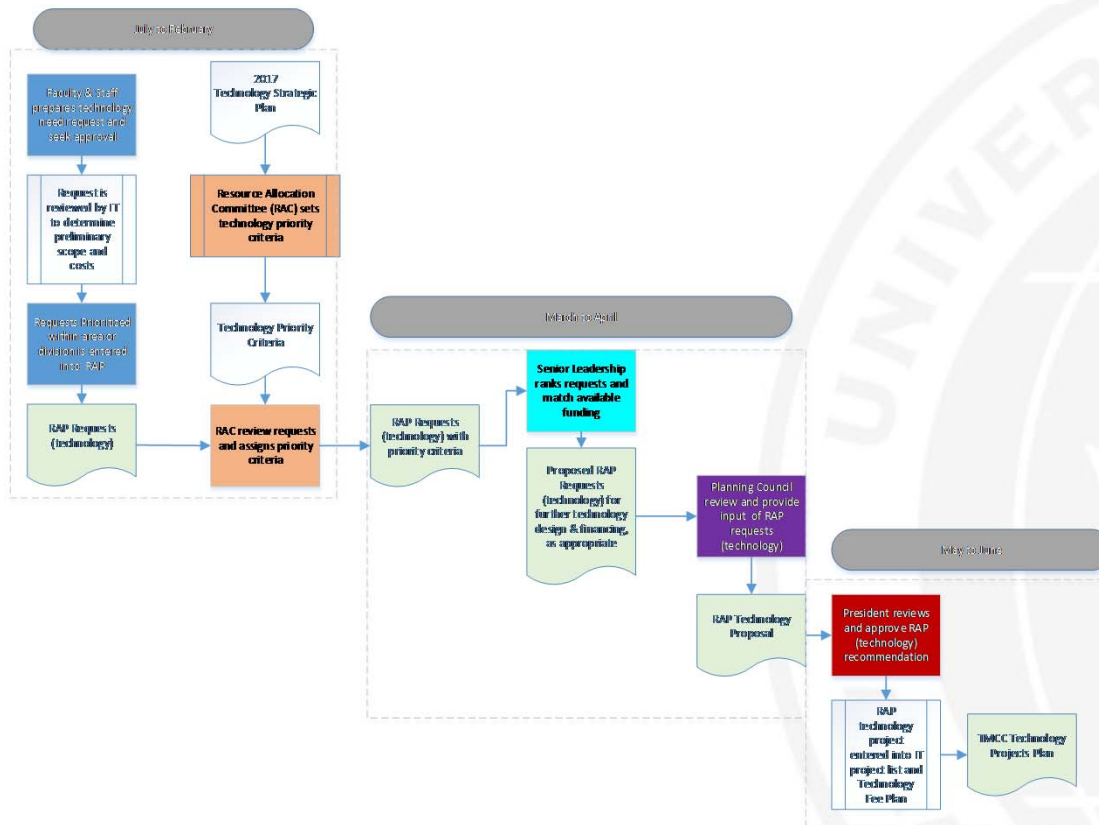 July to February
Faculty & Staff
prepares technology
need request and
seek approval
Request is
reviewed by IT
to determine
preliminary
scope and
costs
Requests Prioritized
within area or
division is entered
into RAP
RAP Requests
(technology)
2017
Technology Strategic
Plan
Resource Allocation
Committee (RAC) sets
technology priority
criteria
Technology Priority
Criteria
RAC review requests
and assigns priority
criteria
March to April
RAP Requests
(technology) with
priority criteria
Senior Leadership
ranks requests and
match available
funding
Proposed RAP
Requests
(technology) for
further technology
design & financing,
as appropriate
Planning Council
review and provide
input of RAP
requests
(technology)
RAP Technology
Proposal
May to June
President reviews
and approve RAP
(technology)
recommendation
RAP
technology
project
entered into IT
project list and
Technology
Fee Plan
TMCC Technology
Projects Plan